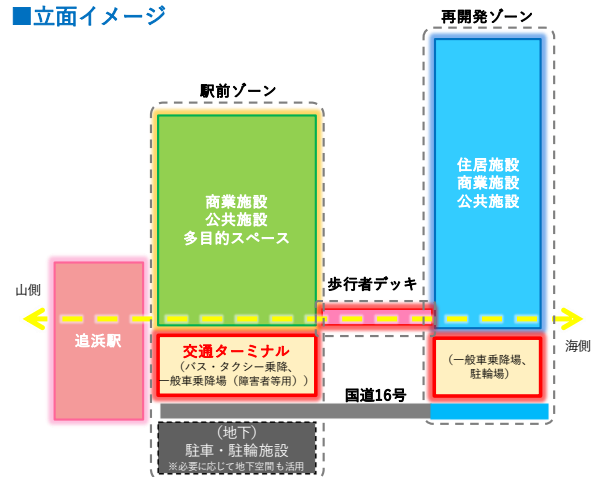 ■立面イメージ
再開発ゾーン
駅前ゾーン
住居施設
商業施設
公共施設
商業施設
公共施設
多目的スペース
歩行者デッキ
山側
追浜駅
海側
交通ターミナル
（バス・タクシー乗降、
一般車乗降場（障害者等用））
（一般車乗降場、
駐輪場）
国道16号
（地下）
駐車・駐輪施設
※必要に応じて地下空間も活用